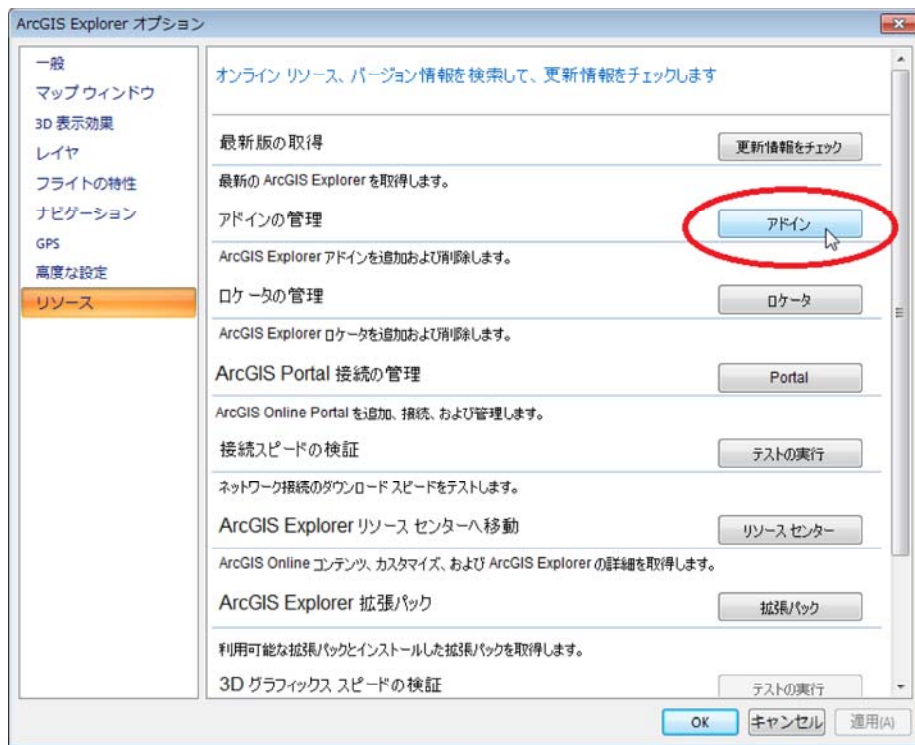 ArcGIS Explorer オプション
一般
マップ ウィンドウ
3D 表示効果
レイヤ
フライトの特性
ナビゲーション
GPS
高度な設定
リソース
オンライン リソース、バージョン情報を検索して、更新情報をチェックします
最新版の取得
更新情報をチェック
最新の ArcGIS Explorer を取得します。
アドインの管理
アドイン
ArcGIS Explorer アドインを追加および削除します。
ロケータの管理
ロケータ
ArcGIS Explorer ロケータを追加および削除します。
ArcGIS Portal 接続の管理
Portal
ArcGIS Online Portal を追加、接続、および管理します。
接続スピードの検証
テストの実行
ネットワーク接続のダウンロード スピードをテストします。
ArcGIS Explorer リソース センターへ移動
リソース センター
ArcGIS Online コンテンツ、カスタマイズ、および ArcGIS Explorer の詳細を取得します。
ArcGIS Explorer 拡張パック
拡張パック
利用可能な拡張パックとインストールした拡張パックを取得します。
3D グラフィックス スピードの検証
テストの実行
OK
キャンセル
適用(A)